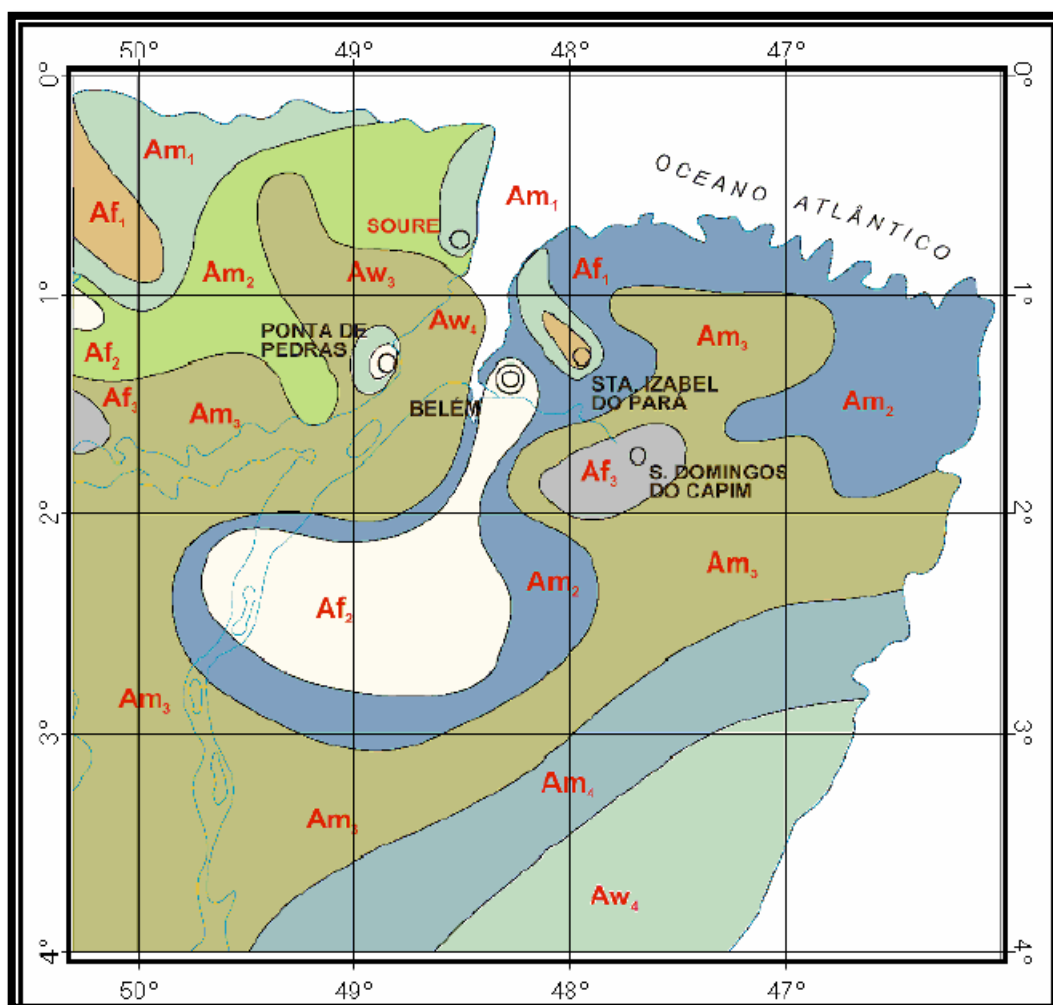 50° 49° 48° 47°
0° 0°
Am₁
OCEANO ATLÂNTICO
Am₁
Af₁
SOURE
Af₁
Am₂ Aw₃
1° 1°
Aw₄
PONTA DE
PEDRAS
Am₃
Af₂
STA. IZABEL
DO PARÁ
Af₃
Am₃
BELÉM
Am₂
Af₃
S. DOMINGOS
DO CAPIM
2° 2°
Am₃
Am₂
Af₂
Am₃
3° 3°
Am₄
Am₃
Aw₄
4° 4°
50° 49° 48° 47°